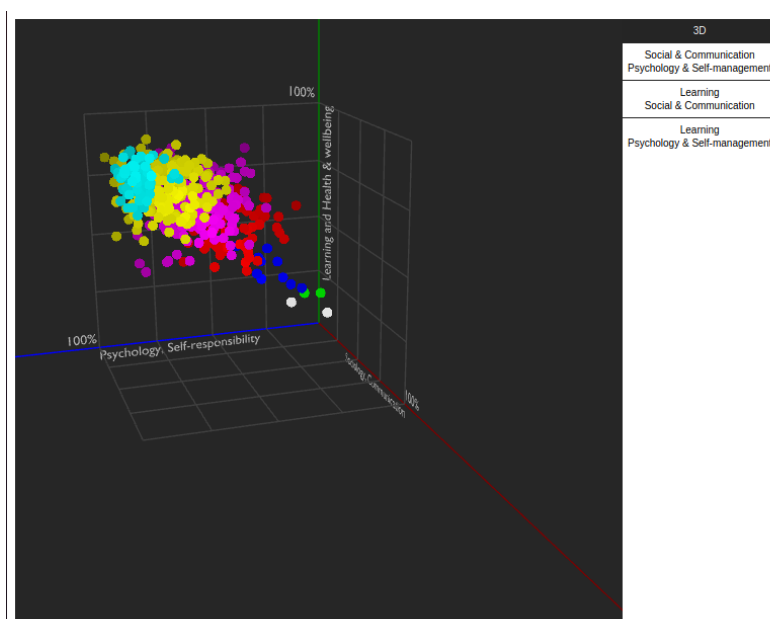 3D
Social & Communication
Psychology & Self-management
Learning
Social & Communication
Learning
Psychology & Self-management
100%
Learning and Health & wellbeing
100%
Psychology, Self-responsibility
Communication
100%